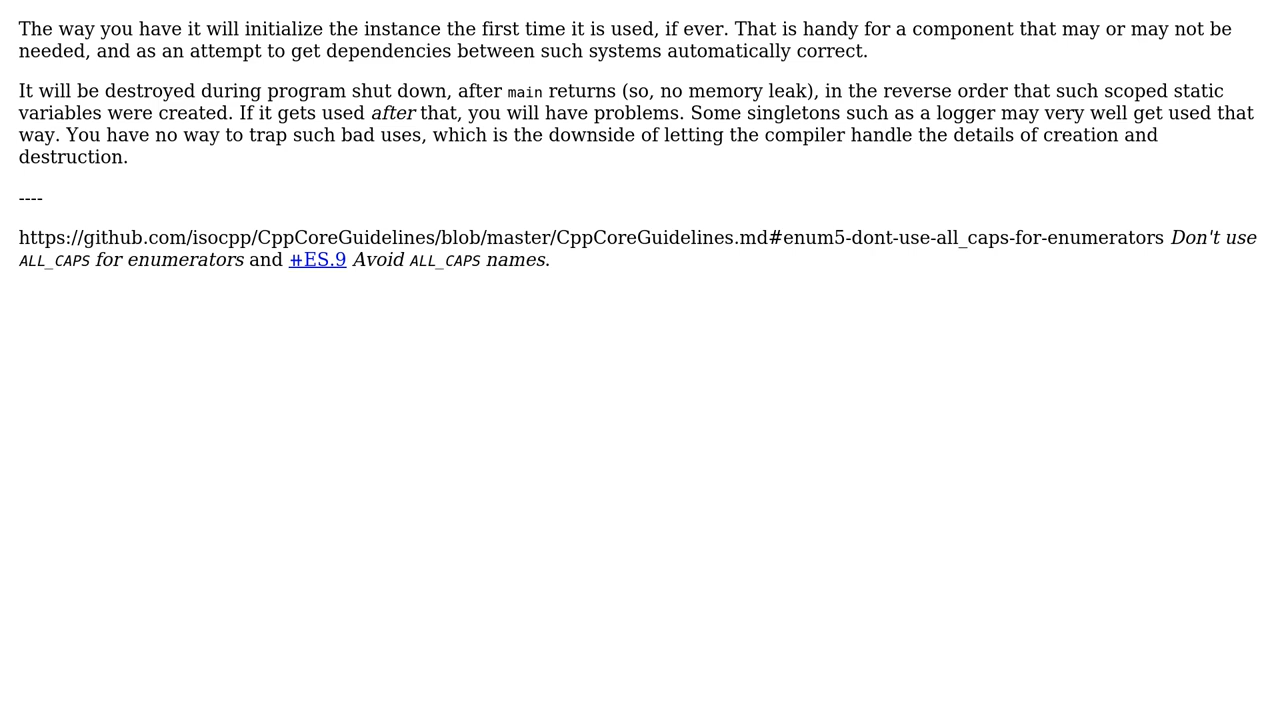 The way you have it will initialize the instance the first time it is used, if ever. That is handy for a component that may or may not be
needed, and as an attempt to get dependencies between such systems automatically correct.
It will be destroyed during program shut down, after main returns (so, no memory leak), in the reverse order that such scoped static
variables were created. If it gets used after that, you will have problems. Some singletons such as a logger may very well get used that
way. You have no way to trap such bad uses, which is the downside of letting the compiler handle the details of creation and
destruction.
----
https://github.com/isocpp/CppCoreGuidelines/blob/master/CppCoreGuidelines.md#enum5-dont-use-all_caps-for-enumerators Don't use
ALL_CAPS for enumerators and ⧺ES.9 Avoid ALL_CAPS names.